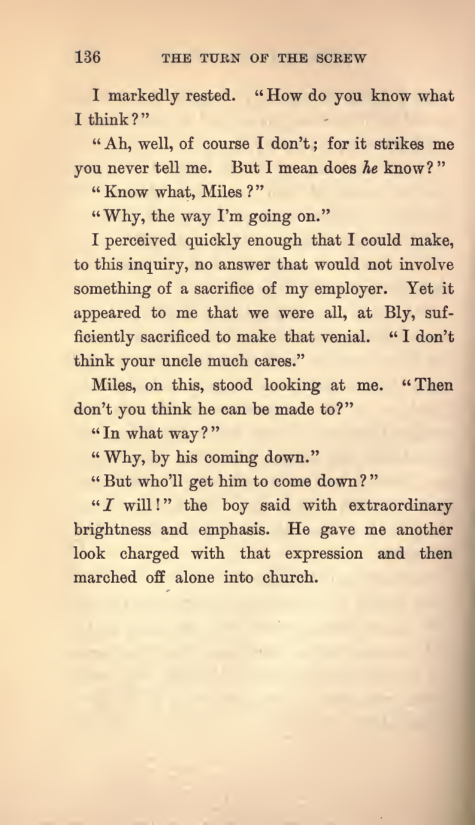 136 THE TURN OF THE SCREW
I markedly rested. "How do you know what
I think?"
"Ah, well, of course I don't; for it strikes me
you never tell me. But I mean does he know?"
"Know what, Miles?"
"Why, the way I'm going on."
I perceived quickly enough that I could make,
to this inquiry, no answer that would not involve
something of a sacrifice of my employer. Yet it
appeared to me that we were all, at Bly, suf-
ficiently sacrificed to make that venial. "I don't
think your uncle much cares."
Miles, on this, stood looking at me. "Then
don't you think he can be made to?"
"In what way?"
"Why, by his coming down."
"But who'll get him to come down?"
"I will!" the boy said with extraordinary
brightness and emphasis. He gave me another
look charged with that expression and then
marched off alone into church.